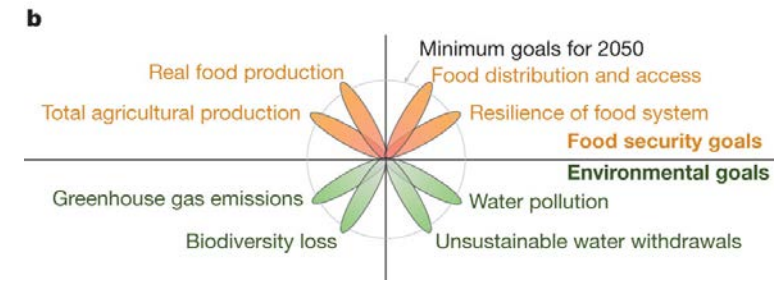 b
Minimum goals for 2050
Real food production
Food distribution and access
Total agricultural production
Resilience of food system
Food security goals
Environmental goals
Greenhouse gas emissions
Water pollution
Biodiversity loss
Unsustainable water withdrawals